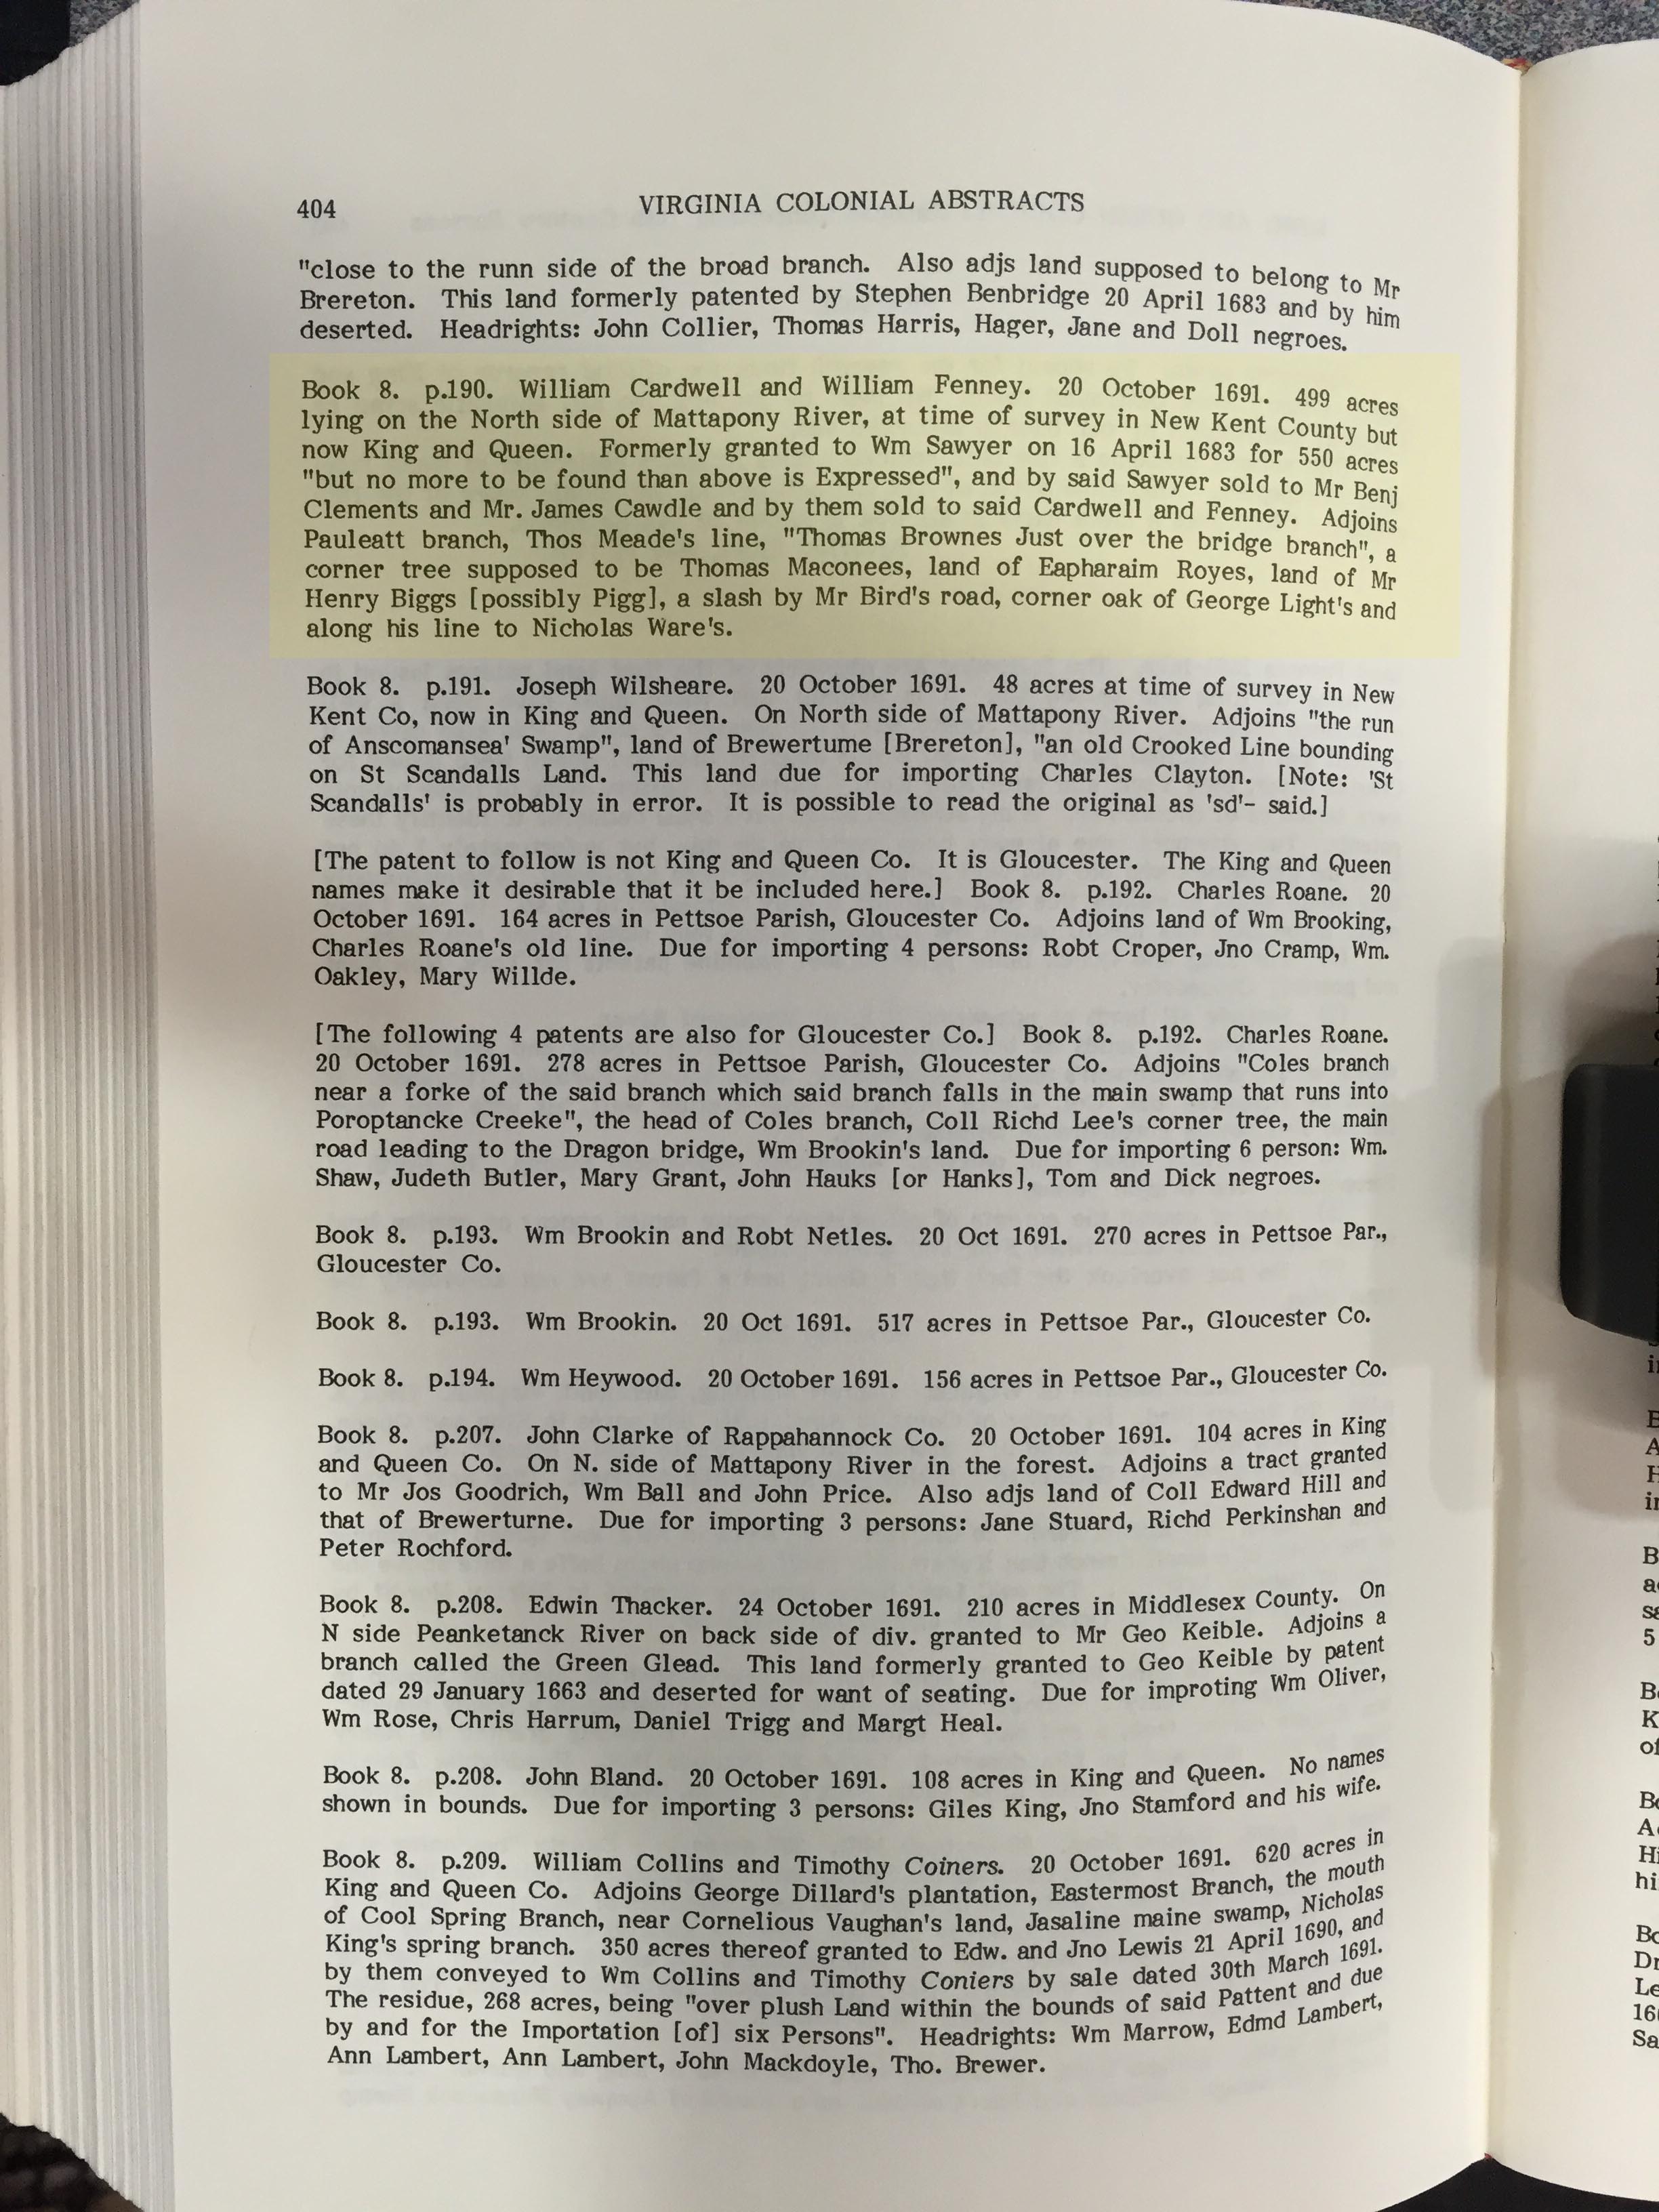 404
VIRGINIA COLONIAL ABSTRACTS
"close to the runn side of the broad branch. Also adjs land supposed to belong to Mr
Brereton. This land formerly patented by Stephen Benbridge 20 April 1683 and by him
deserted. Headrights: John Collier, Thomas Harris, Hager, Jane and Doll negroes.
Book 8. p.190. William Cardwell and William Fenney. 20 October 1691. 499 acres
lying on the North side of Mattapony River, at time of survey in New Kent County but
now King and Queen. Formerly granted to Wm Sawyer on 16 April 1683 for 550 acres
"but no more to be found than above is Expressed", and by said Sawyer sold to Mr Benj
Clements and Mr. James Cawdle and by them sold to said Cardwell and Fenney. Adjoins
Pauleatt branch, Thos Meade's line, "Thomas Brownes Just over the bridge branch", a
corner tree supposed to be Thomas Maconees, land of Eapharaim Royes, land of Mr
Henry Biggs [possibly Pigg], a slash by Mr Bird's road, corner oak of George Light's and
along his line to Nicholas Ware's.
Book 8. p.191. Joseph Wilsheare. 20 October 1691. 48 acres at time of survey in New
Kent Co, now in King and Queen. On North side of Mattapony River. Adjoins "the run
of Anscomansea' Swamp", land of Brewertume [Brereton], "an old Crooked Line bounding
on St Scandalls Land. This land due for importing Charles Clayton. [Note: 'St
Scandalls' is probably in error. It is possible to read the original as 'sd'- said.]
[The patent to follow is not King and Queen Co. It is Gloucester. The King and Queen
names make it desirable that it be included here.] Book 8. p.192. Charles Roane. 20
October 1691. 164 acres in Pettsoe Parish, Gloucester Co. Adjoins land of Wm Brooking,
Charles Roane's old line. Due for importing 4 persons: Robt Croper, Jno Cramp, Wm.
Oakley, Mary Willde.
[The following 4 patents are also for Gloucester Co.] Book 8. p.192. Charles Roane.
20 October 1691. 278 acres in Pettsoe Parish, Gloucester Co. Adjoins "Coles branch
near a forke of the said branch which said branch falls in the main swamp that runs into
Poroptancke Creeke", the head of Coles branch, Coll Richd Lee's corner tree, the main
road leading to the Dragon bridge, Wm Brookin's land. Due for importing 6 person: Wm.
Shaw, Judeth Butler, Mary Grant, John Hauks [or Hanks], Tom and Dick negroes.
Book 8. p.193. Wm Brookin and Robt Netles. 20 Oct 1691. 270 acres in Pettsoe Par.,
Gloucester Co.
Book 8. p.193. Wm Brookin. 20 Oct 1691. 517 acres in Pettsoe Par., Gloucester Co.
Book 8. p.194. Wm Heywood. 20 October 1691. 156 acres in Pettsoe Par., Gloucester Co.
Book 8. p.207. John Clarke of Rappahannock Co. 20 October 1691. 104 acres in King
and Queen Co. On N. side of Mattapony River in the forest. Adjoins a tract granted
to Mr Jos Goodrich, Wm Ball and John Price. Also adjs land of Coll Edward Hill and
that of Brewerturne. Due for importing 3 persons: Jane Stuard, Richd Perkinshan and
Peter Rochford.
Book 8. p.208. Edwin Thacker. 24 October 1691. 210 acres in Middlesex County. On
N side Peanketanck River on back side of div. granted to Mr Geo Keible. Adjoins a
branch called the Green Glead. This land formerly granted to Geo Keible by patent
dated 29 January 1663 and deserted for want of seating. Due for improting Wm Oliver,
Wm Rose, Chris Harrum, Daniel Trigg and Margt Heal.
Book 8. p.208. John Bland. 20 October 1691. 108 acres in King and Queen. No names
shown in bounds. Due for importing 3 persons: Giles King, Jno Stamford and his wife.
Book 8. p.209. William Collins and Timothy Coiners. 20 October 1691. 620 acres in
King and Queen Co. Adjoins George Dillard's plantation, Eastermost Branch, the mouth
of Cool Spring Branch, near Cornelious Vaughan's land, Jasaline maine swamp, Nicholas
King's spring branch. 350 acres thereof granted to Edw. and Jno Lewis 21 April 1690, and
by them conveyed to Wm Collins and Timothy Coniers by sale dated 30th March 1691.
The residue, 268 acres, being "over plush Land within the bounds of said Pattent and due
by and for the Importation [of] six Persons". Headrights: Wm Marrow, Edmd Lambert,
Ann Lambert, Ann Lambert, John Mackdoyle, Tho. Brewer.